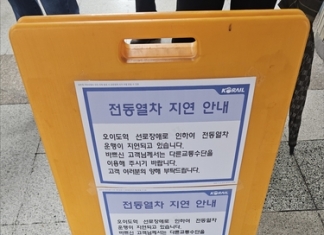 KORAIL
전동열차 지연 안내
오이도역 선로장애로 인하여 전동열차
운행이 지연되고 있습니다.
바쁘신 고객님께서는 다른교통수단을
이용해 주시기 바랍니다.
고객 여러분의 양해 부탁드립니다.
KORAIL
전동열차 지연 안내
오이도역 선로장애로 인하여 전동열차
운행이 지연되고 있습니다.
바쁘신 고객님께서는 다른교통수단을